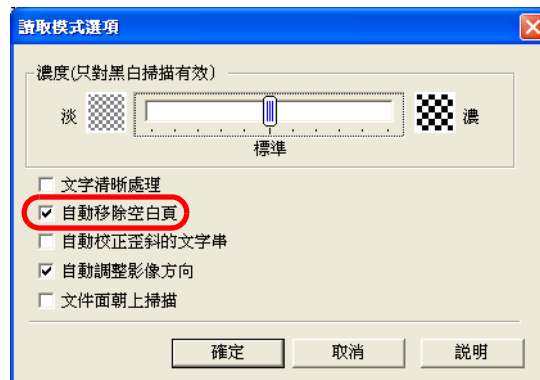 讀取模式選項
濃度(只對黑白掃描有效)
淡
濃
標準
文字清晰處理
自動移除空白頁
自動校正歪斜的文字串
自動調整影像方向
文件面朝上掃描
確定 取消 説明